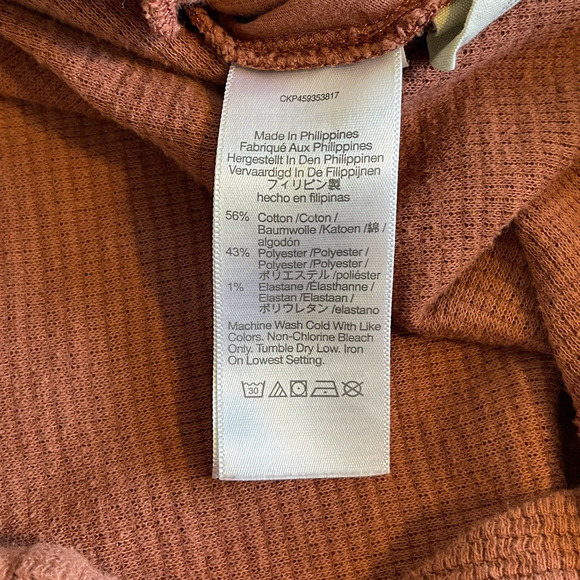 CKP459353817
Made In Philippines
Fabriqué Aux Philippines
Hergestellt In Den Philippinen
Vervaardigd In De Filippijnen
フィリピン製
hecho en filipinas
56% Cotton /Coton /
Baumwolle /Katoen /綿 /
algodón
43% Polyester /Polyester /
Polyester /Polyester /
ポリエステル /poliéster
1% Elastane /Élasthanne /
Elastan /Elastaan /
ポリウレタン /elastano
Machine Wash Cold With Like
Colors. Non-Chlorine Bleach
Only. Tumble Dry Low. Iron
On Lowest Setting.
30